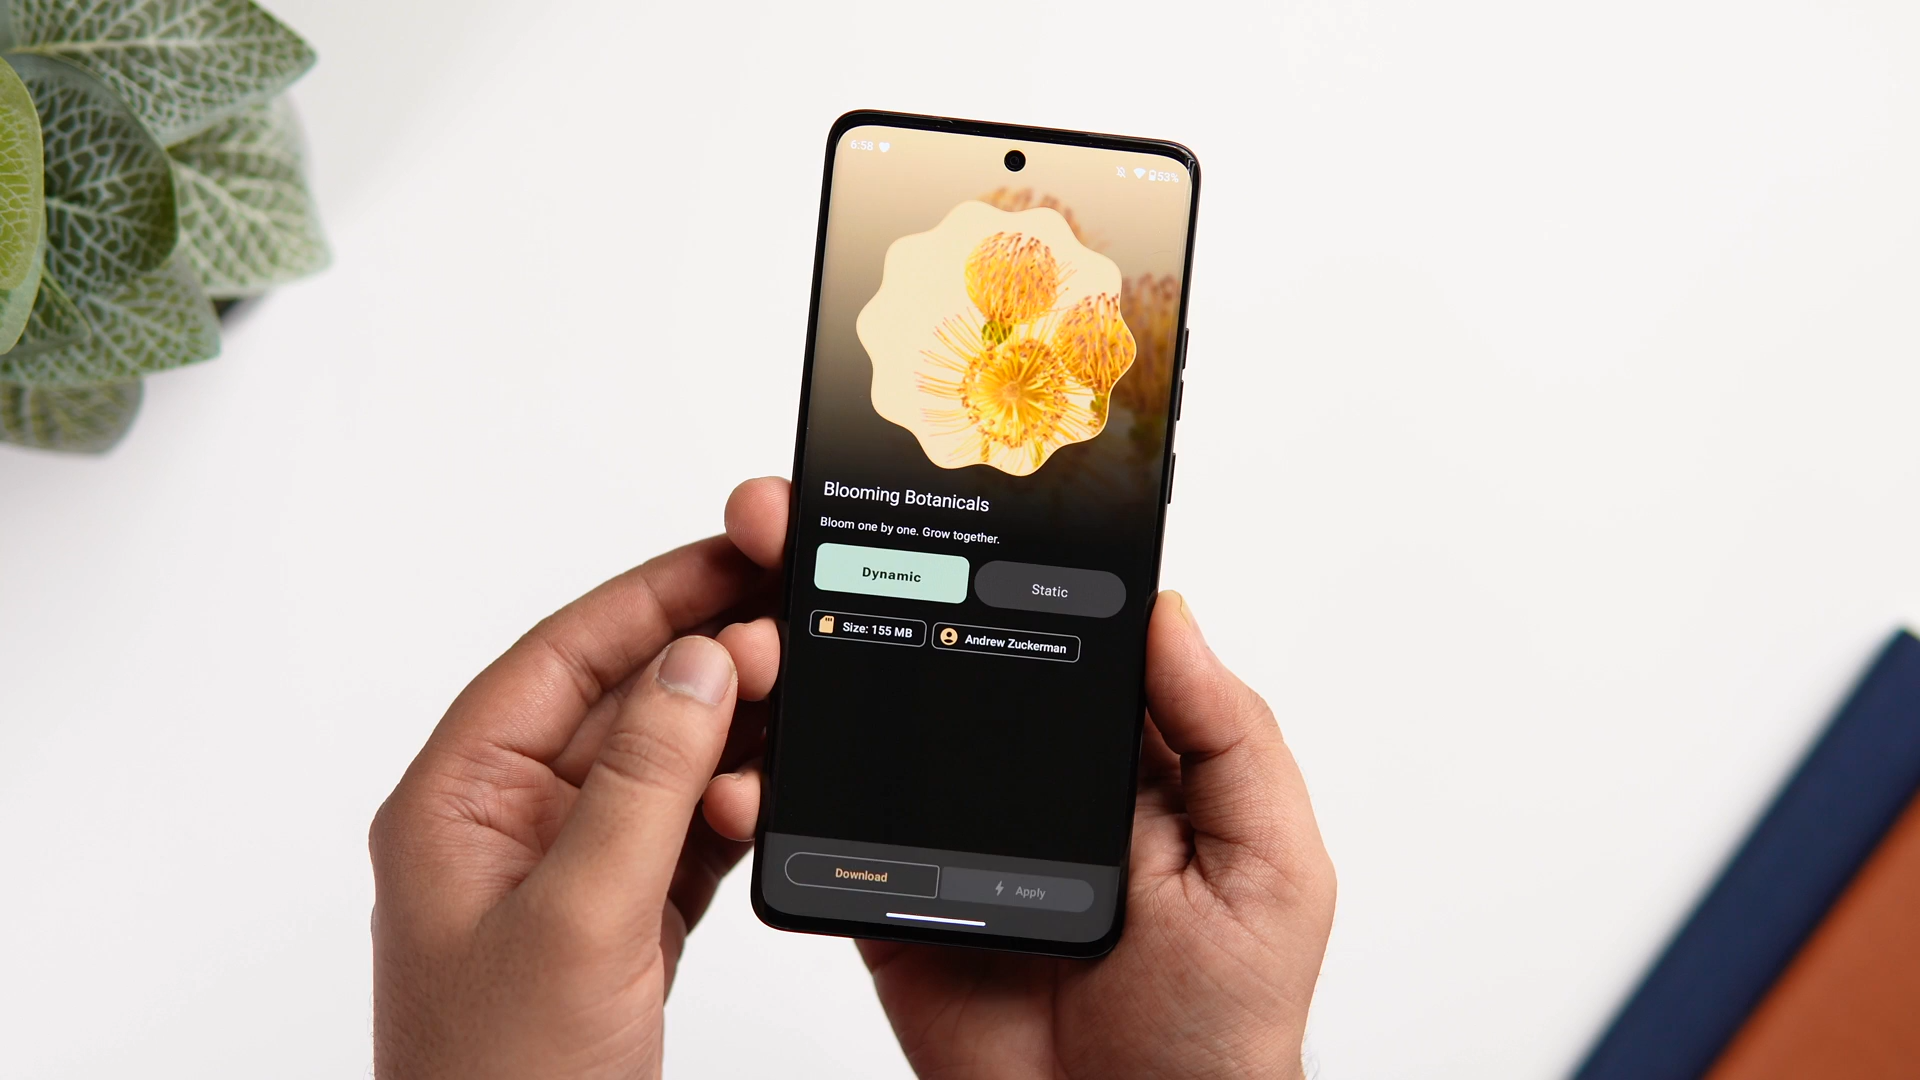 6:58
53%
Blooming Botanicals
Bloom one by one. Grow together.
Dynamic
Static
Size: 155 MB
Andrew Zuckerman
Download
Apply